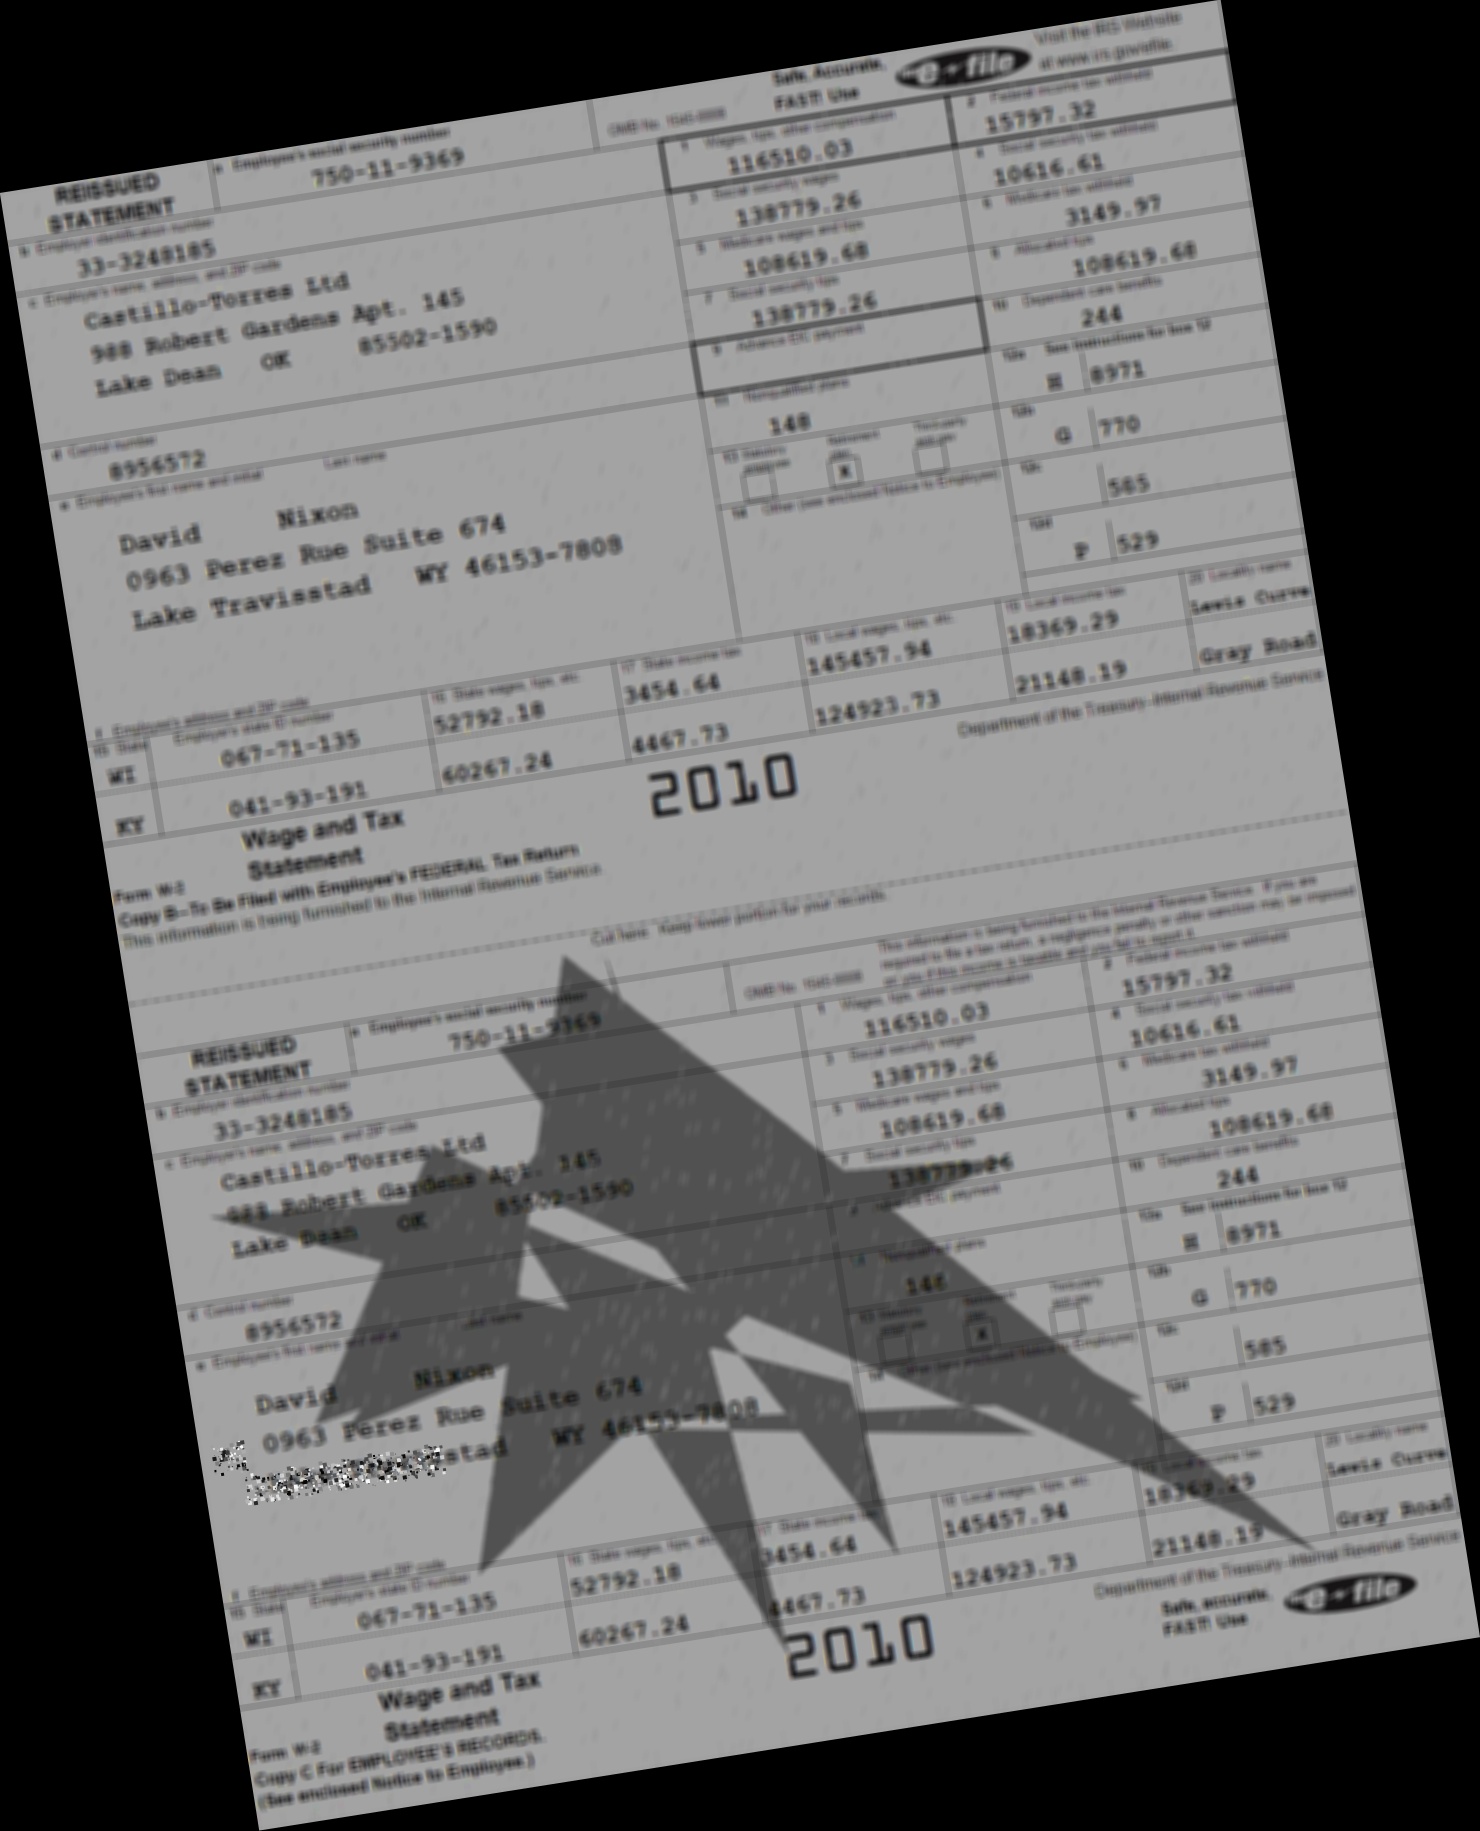 Visit the IRS Website
Safe, Accurate, e-file at www.irs.gov/efile.
FAST! Use
REISSUED STATEMENT
a Employee's social security number
750-11-9369
OMB No. 1545-0008
1 Wages, tips, other compensation
116510.03
2 Federal income tax withheld
15797.32
b Employer identification number
33-3248185
3 Social security wages
138779.26
4 Social security tax withheld
10616.61
c Employer's name, address, and ZIP code
Castillo-Torres Ltd
988 Robert Gardens Apt. 145
Lake Dean OK 85502-1590
5 Medicare wages and tips
108619.68
6 Medicare tax withheld
3149.97
7 Social security tips
138779.26
8 Allocated tips
108619.68
9 Advance EIC payment
10 Dependent care benefits
244
d Control number
8956572
11 Nonqualified plans
148
12a See instructions for box 12
H 8971
12b
G 770
12c
585
12d
P 529
13 Statutory employee
Retirement plan
X
Third-party sick pay
14 Other (see enclosed Notice to Employee)
e Employee's first name and initial Last name
David Nixon
0963 Perez Rue Suite 674
Lake Travisstad WY 46153-7808
f Employee's address and ZIP code
15 State Employer's state ID number
16 State wages, tips, etc.
17 State income tax
18 Local wages, tips, etc.
19 Local income tax
20 Locality name
WI 067-71-135 52792.18 3454.64 145457.94 18369.29 Lewis Curve
KY 041-93-191 60267.24 4467.73 124923.73 21148.19 Gray Road
Form W-2 Wage and Tax Statement 2010
Department of the Treasury-Internal Revenue Service
Copy B-To Be Filed with Employee's FEDERAL Tax Return
This information is being furnished to the Internal Revenue Service.
Cut here. Keep lower portion for your records.
This information is being furnished to the Internal Revenue Service. If you are
required to file a tax return, a negligence penalty or other sanction may be imposed
on you if this income is taxable and you fail to report it.
REISSUED STATEMENT
a Employee's social security number
750-11-9369
OMB No. 1545-0008
1 Wages, tips, other compensation
116510.03
2 Federal income tax withheld
15797.32
b Employer identification number
33-3248185
3 Social security wages
138779.26
4 Social security tax withheld
10616.61
c Employer's name, address, and ZIP code
Castillo-Torres Ltd
988 Robert Gardens Apt. 145
Lake Dean OK 85502-1590
5 Medicare wages and tips
108619.68
6 Medicare tax withheld
3149.97
7 Social security tips
138779.26
8 Allocated tips
108619.68
9 Advance EIC payment
10 Dependent care benefits
244
d Control number
8956572
11 Nonqualified plans
148
12a See instructions for box 12
H 8971
12b
G 770
12c
585
12d
P 529
13 Statutory employee
Retirement plan
X
Third-party sick pay
14 Other (see enclosed Notice to Employee)
e Employee's first name and initial Last name
David Nixon
0963 Perez Rue Suite 674
stad WY 46153-7808
f Employee's address and ZIP code
15 State Employer's state ID number
16 State wages, tips, etc.
17 State income tax
18 Local wages, tips, etc.
19 Local income tax
20 Locality name
WI 067-71-135 52792.18 3454.64 145457.94 18369.29 Lewis Curve
KY 041-93-191 60267.24 4467.73 124923.73 21148.19 Gray Road
Form W-2 Wage and Tax Statement 2010
Department of the Treasury-Internal Revenue Service
Safe, accurate, FAST! Use e-file
Copy C For EMPLOYEE'S RECORDS.
(See enclosed Notice to Employee.)